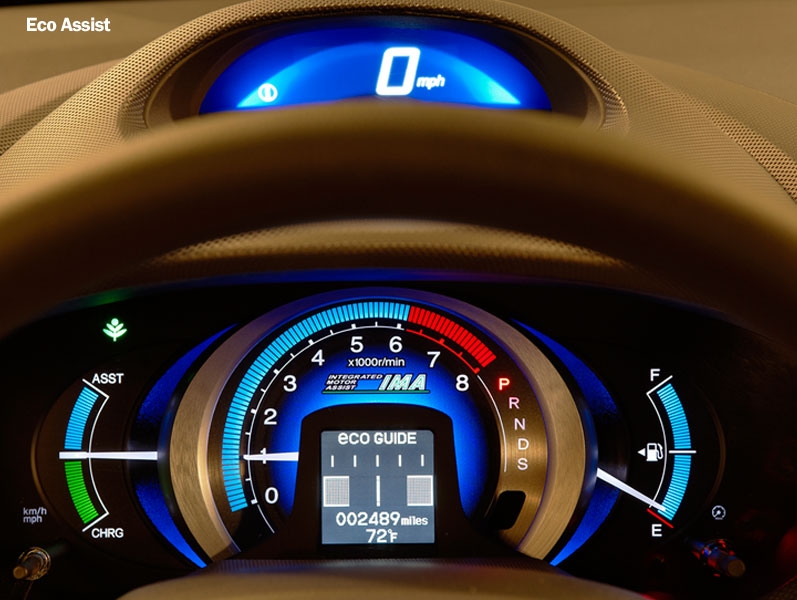 Eco Assist
0 mph
ASST
CHRG
km/h
mph
0
1
2
3
4
5
6
7
8
x1000r/min
INTEGRATED
MOTOR
ASSIST
IMA
P
R
N
D
S
eco GUIDE
002489 miles
72°F
F
E